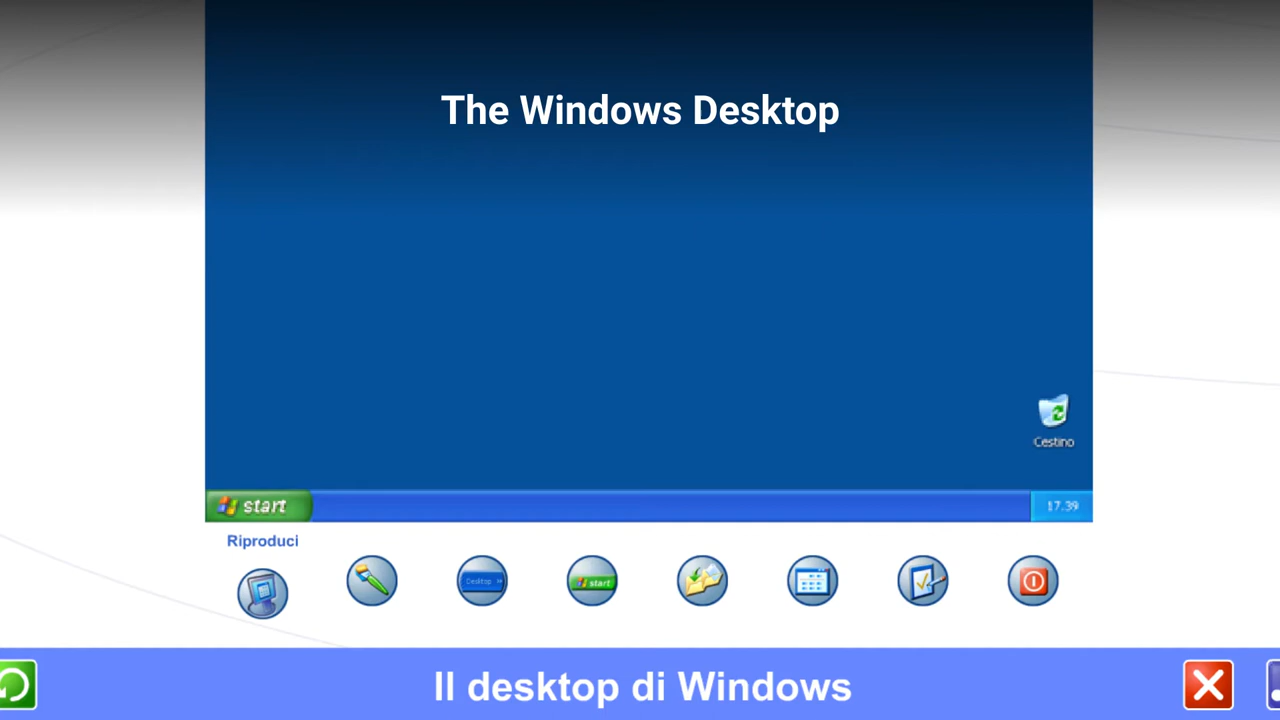 The Windows Desktop
Cestino
start
17.39
Riproduci
Desktop »
start
Il desktop di Windows